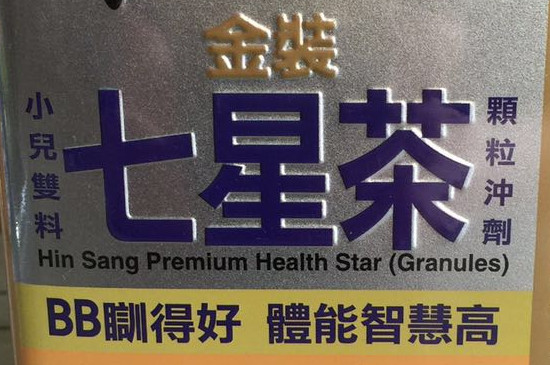 金裝
小兒雙料
七星茶
顆粒沖劑
Hin Sang Premium Health Star (Granules)
BB瞓得好 體能智慧高